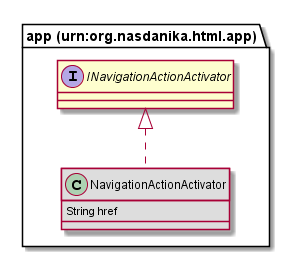 app (urn:org.nasdanika.html.app)
I INavigationActionActivator
C NavigationActionActivator
String href